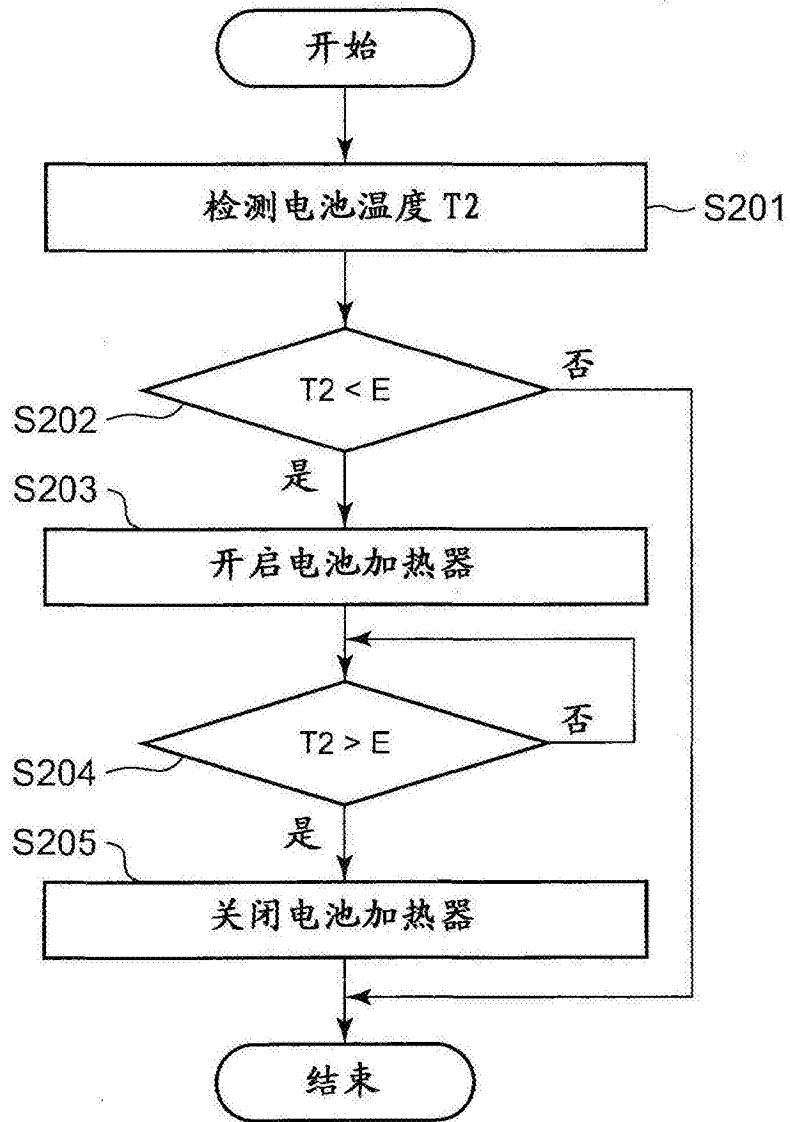 开始
检测电池温度 T2
S201
T2 < E
否
S202
是
S203
开启电池加热器
T2 > E
否
S204
是
S205
关闭电池加热器
结束